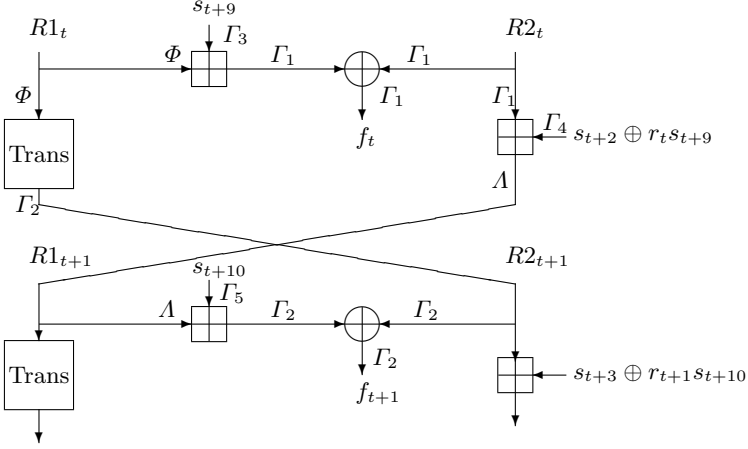 s_{t+9}
R1_t R2_t
Γ_3
Φ Γ_1 Γ_1
Φ Γ_1 Γ_1
Γ_4
Trans f_t s_{t+2} ⊕ r_t s_{t+9}
Λ
Γ_2
R1_{t+1} R2_{t+1}
s_{t+10}
Γ_5
Λ Γ_2 Γ_2
Γ_2
Trans f_{t+1} s_{t+3} ⊕ r_{t+1} s_{t+10}